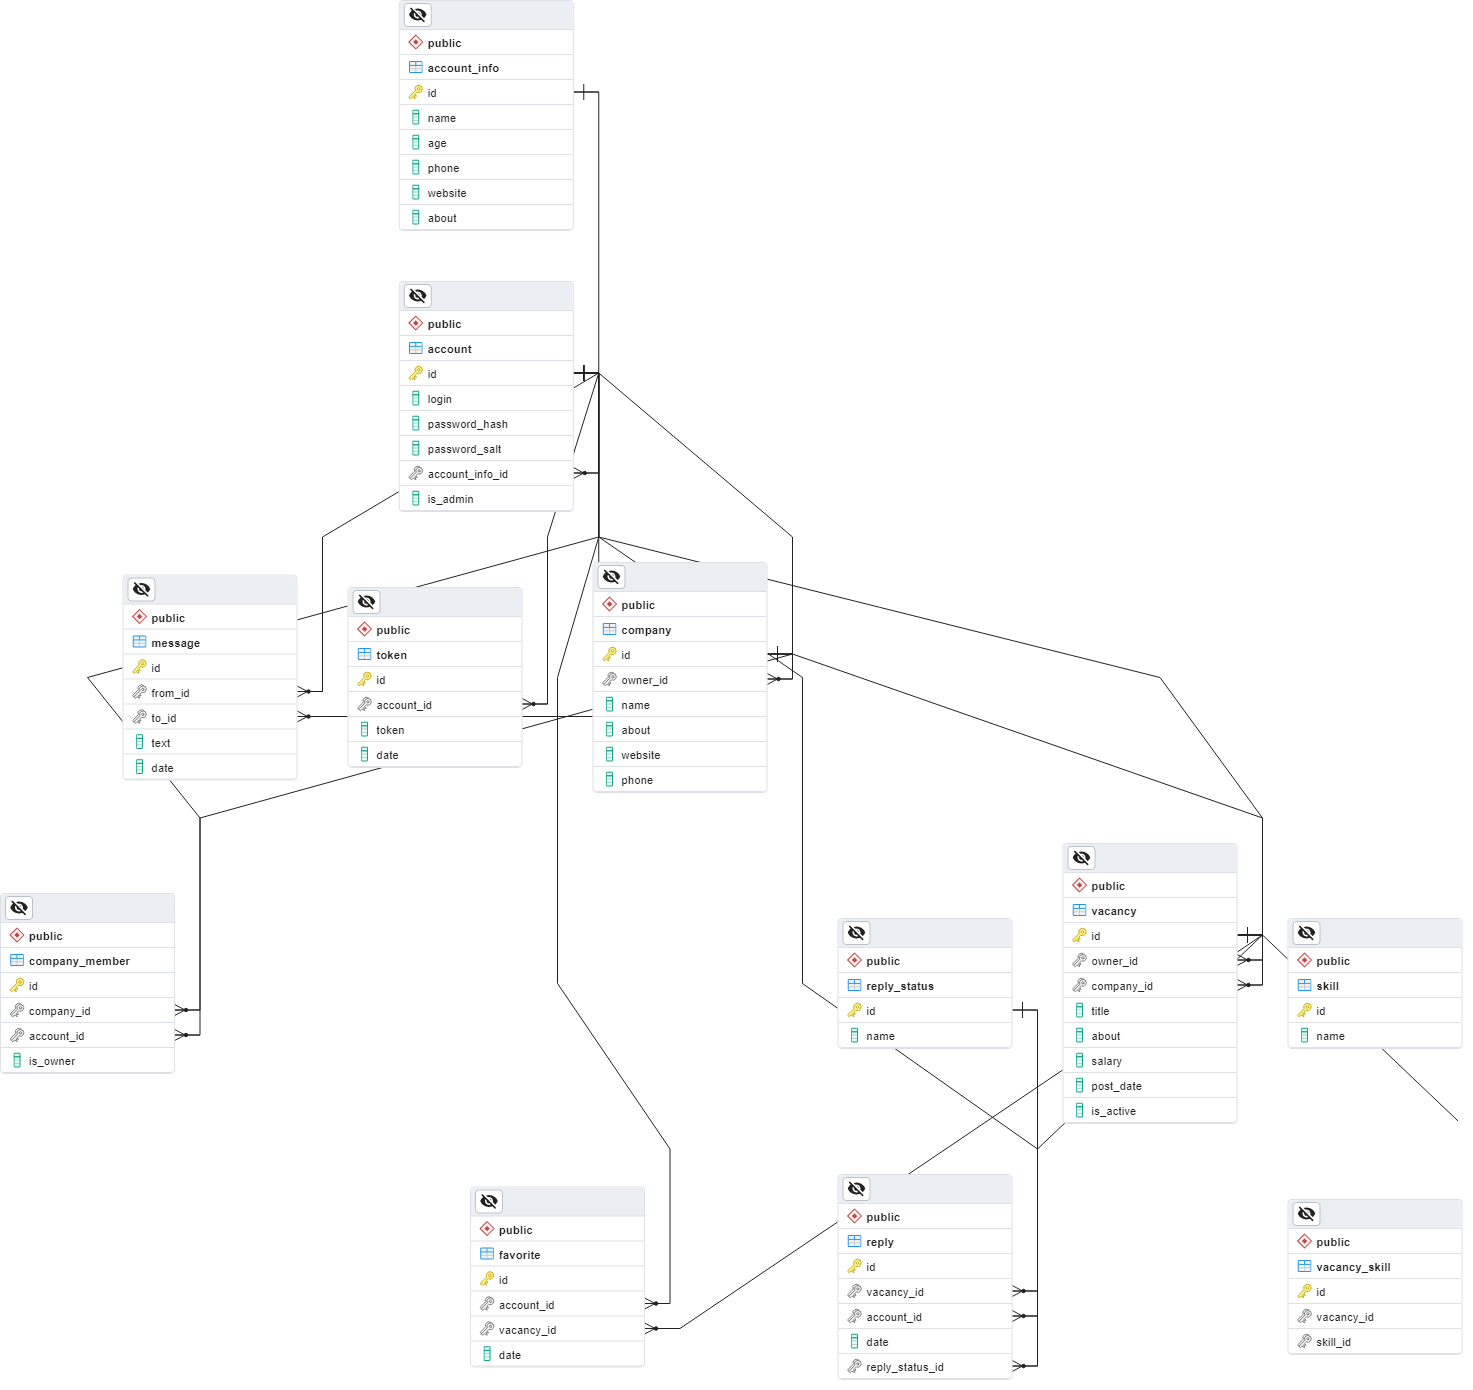 public
account_info
id
name
age
phone
website
about
public
account
id
login
password_hash
password_salt
account_info_id
is_admin
public
message
id
from_id
to_id
text
date
public
token
id
account_id
token
date
public
company
id
owner_id
name
about
website
phone
public
company_member
id
company_id
account_id
is_owner
public
reply_status
id
name
public
vacancy
id
owner_id
company_id
title
about
salary
post_date
is_active
public
skill
id
name
public
favorite
id
account_id
vacancy_id
date
public
reply
id
vacancy_id
account_id
date
reply_status_id
public
vacancy_skill
id
vacancy_id
skill_id